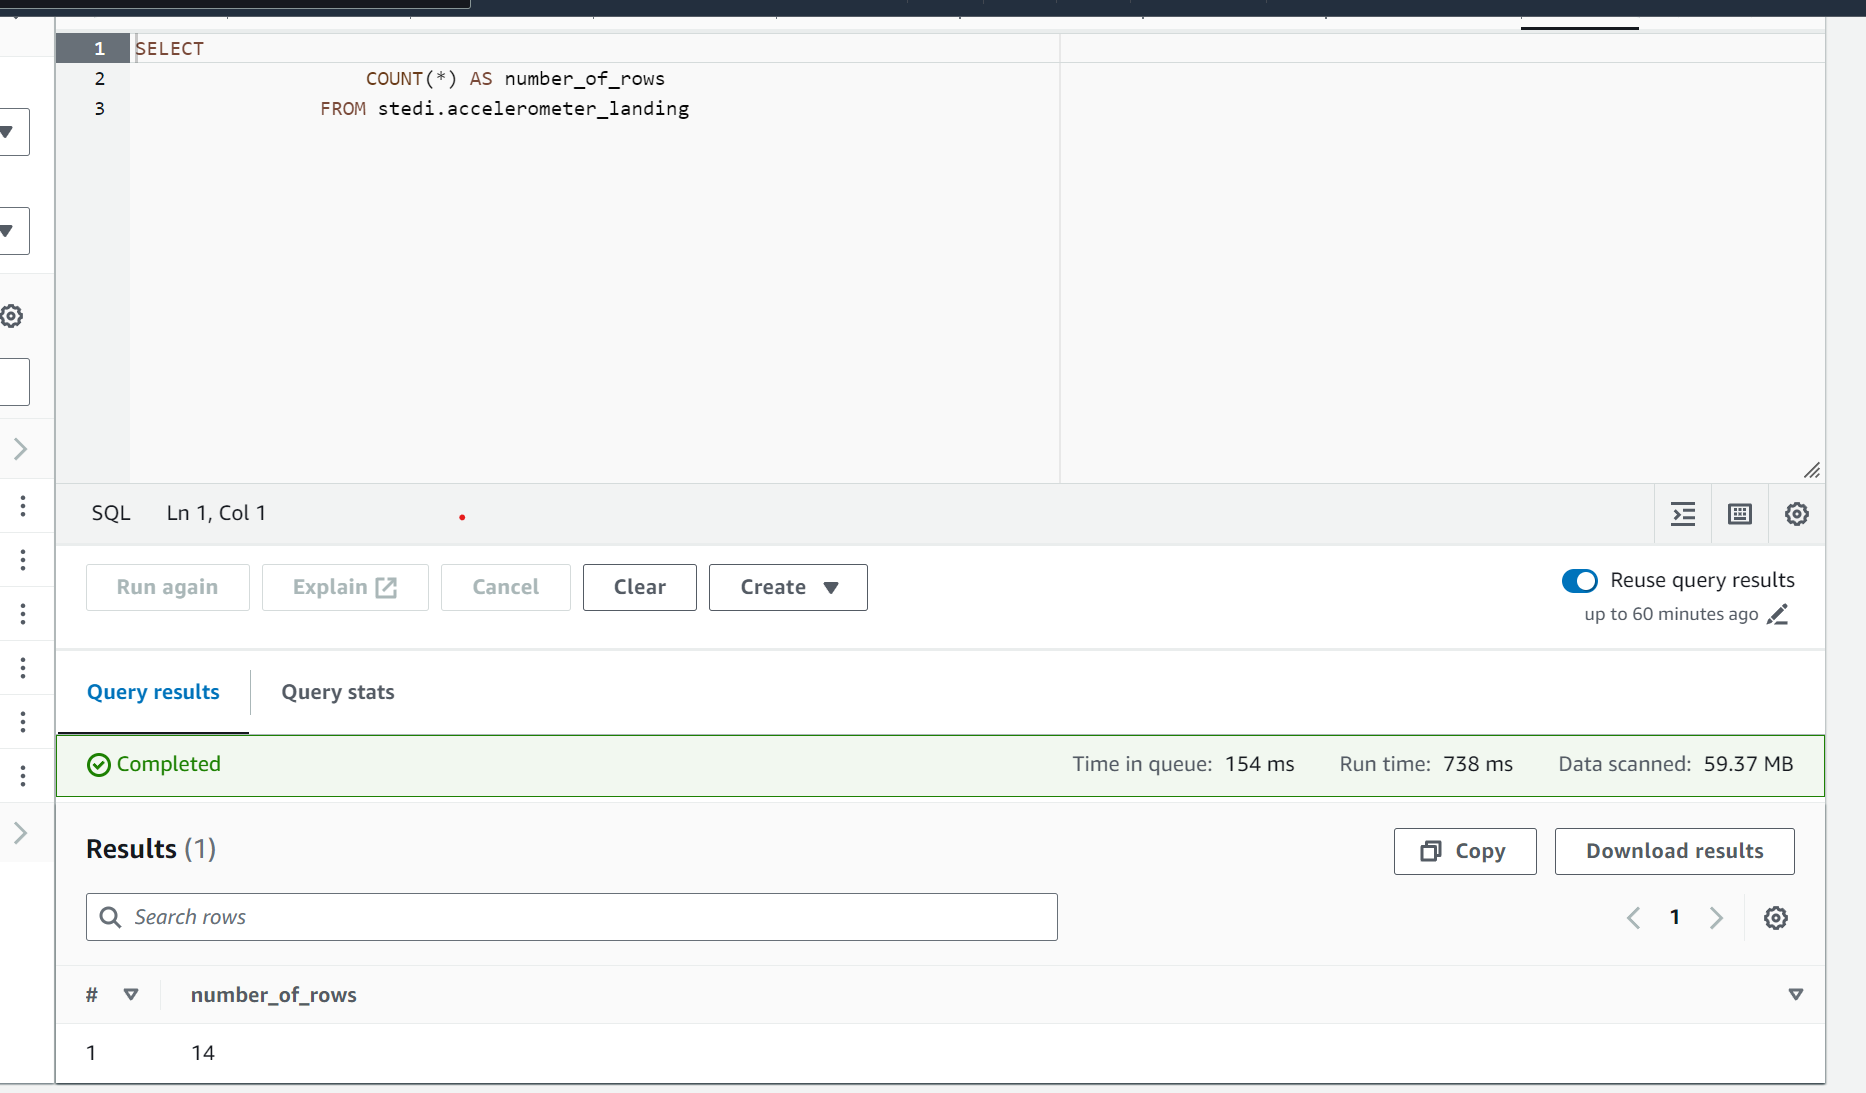 1 SELECT
2 COUNT(*) AS number_of_rows
3 FROM stedi.accelerometer_landing
SQL Ln 1, Col 1
Run again Explain Cancel Clear Create
Reuse query results
up to 60 minutes ago
Query results Query stats
Completed Time in queue: 154 ms Run time: 738 ms Data scanned: 59.37 MB
Results (1) Copy Download results
Search rows 1
# number_of_rows
1 14